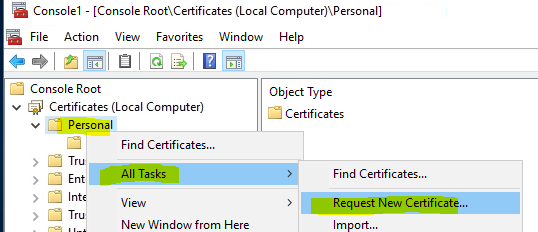 Console1 - [Console Root\Certificates (Local Computer)\Personal]
File Action View Favorites Window Help
Console Root
Certificates (Local Computer)
Personal
Object Type
Certificates
Find Certificates...
All Tasks
View
New Window from Here
Find Certificates...
Request New Certificate...
Import...
Trus
Ente
Inte
Trus